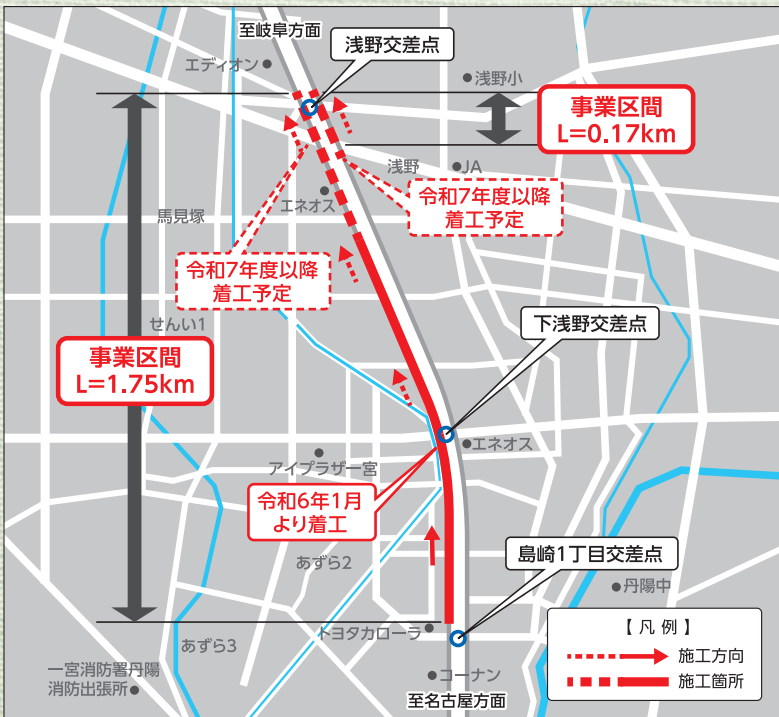 至岐阜方面
浅野交差点
エディオン
浅野小
事業区間
L=0.17km
浅野
JA
エネオス
令和7年度以降
着工予定
馬見塚
令和7年度以降
着工予定
せんい1
下浅野交差点
事業区間
L=1.75km
エネオス
アイプラザ一宮
令和6年1月
より着工
島崎1丁目交差点
あずら2
丹陽中
トヨタカローラ
あずら3
【凡例】
施工方向
施工箇所
一宮消防署丹陽
消防出張所
コーナン
至名古屋方面